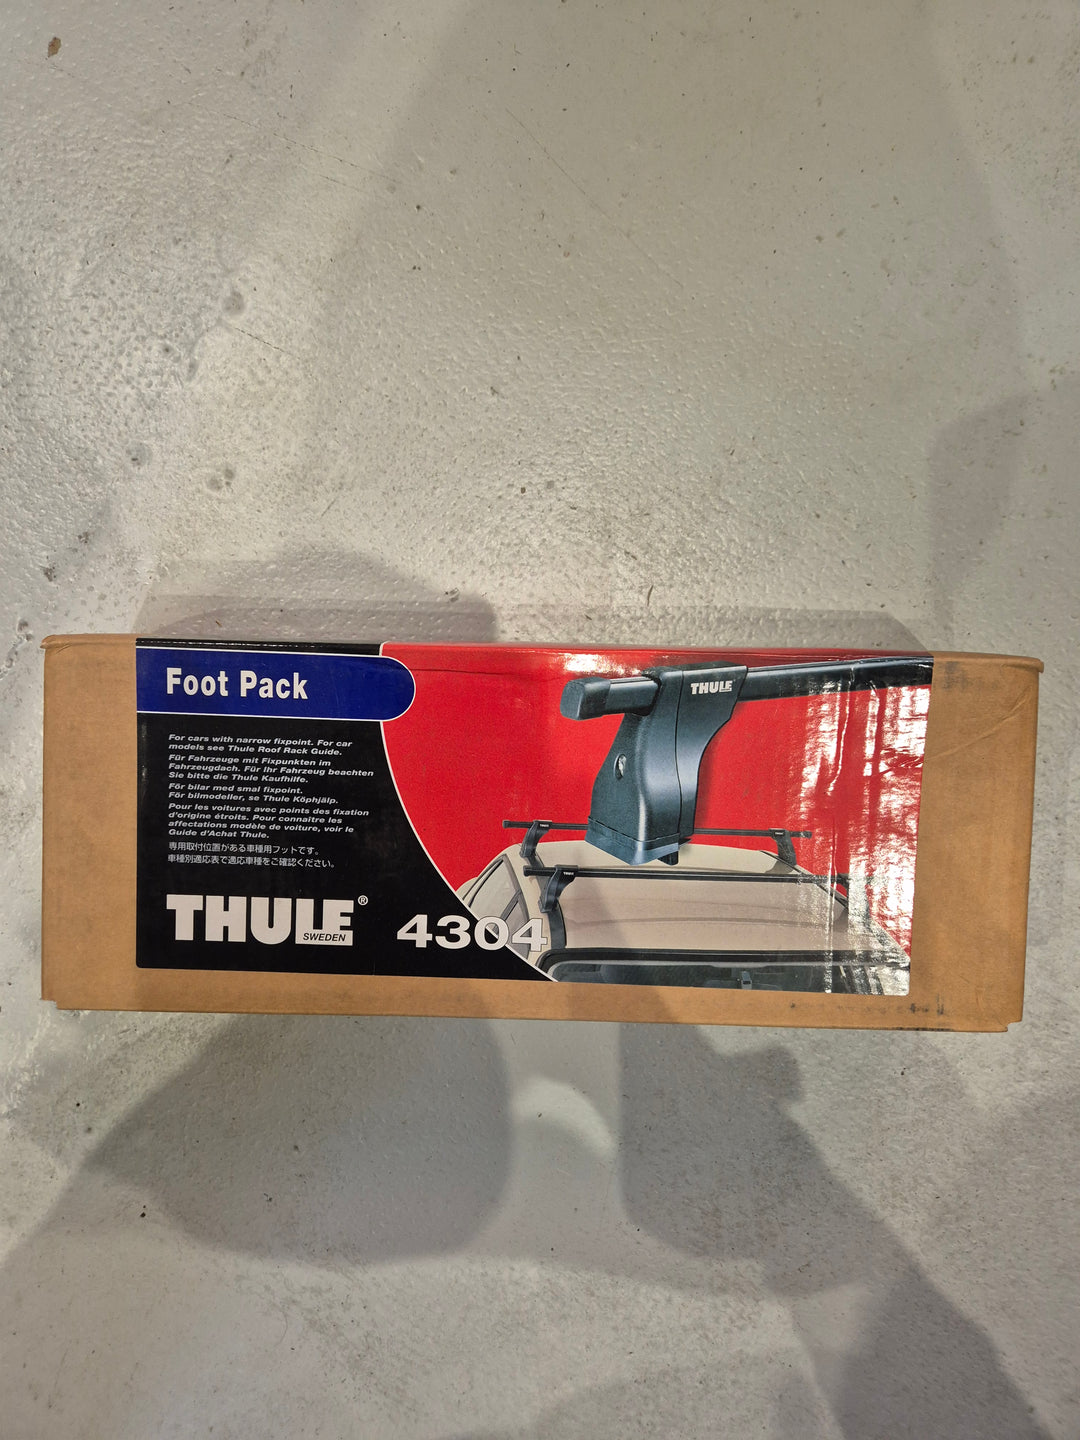 Foot Pack
For cars with narrow fixpoint. For car
models see Thule Roof Rack Guide.
Für Fahrzeuge mit Fixpunkten im
Fahrzeugdach. Für Ihr Fahrzeug beachten
Sie bitte die Thule Kaufhilfe.
För bilar med smal fixpoint.
För bilmodeller, se Thule Köphjälp.
Pour les voitures avec points des fixation
d'origine étroits. Pour connaître les
affectations modèle de voiture, voir le
Guide d'Achat Thule.
専用取付位置がある車種用フットです。
車種別適応表で適応車種をご確認ください。
THULE®
SWEDEN
4304
THULE